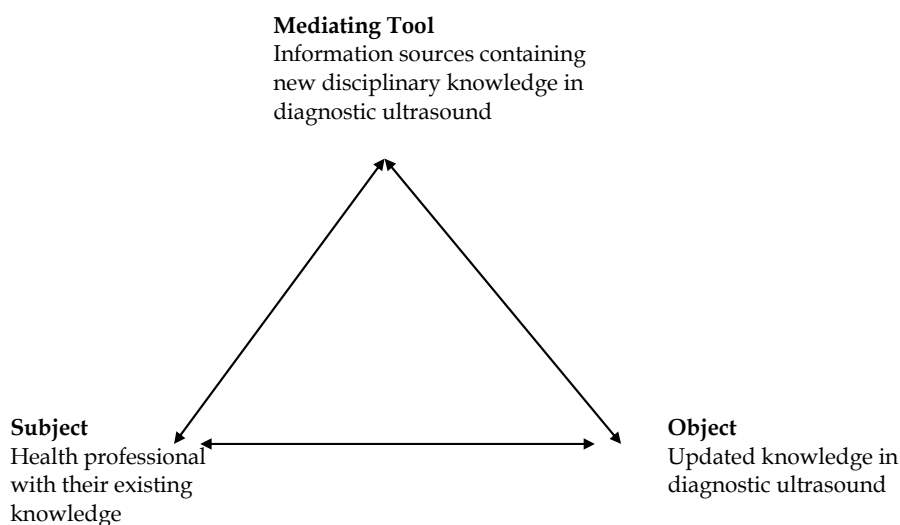 Mediating Tool
Information sources containing
new disciplinary knowledge in
diagnostic ultrasound
Subject
Health professional
with their existing
knowledge
Object
Updated knowledge in
diagnostic ultrasound